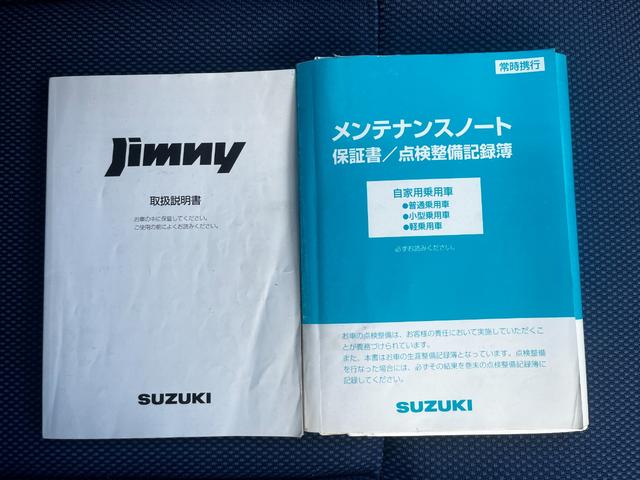 Jimny
取扱説明書
お車の中に保管してください。
ご使用の前によくお読みください。
SUZUKI
常時携行
メンテナンスノート
保証書／点検整備記録簿
自家用乗用車
●普通乗用車
●小型乗用車
●軽乗用車
必ずお読みください。
お車の点検整備は、お客様の責任において実施していただくこ
とが義務づけられています。
また、本書はお車の生涯整備記録簿となっています。点検整備
を行なった場合には、必ずその結果を巻末の点検整備記録簿に
記録してください。
SUZUKI